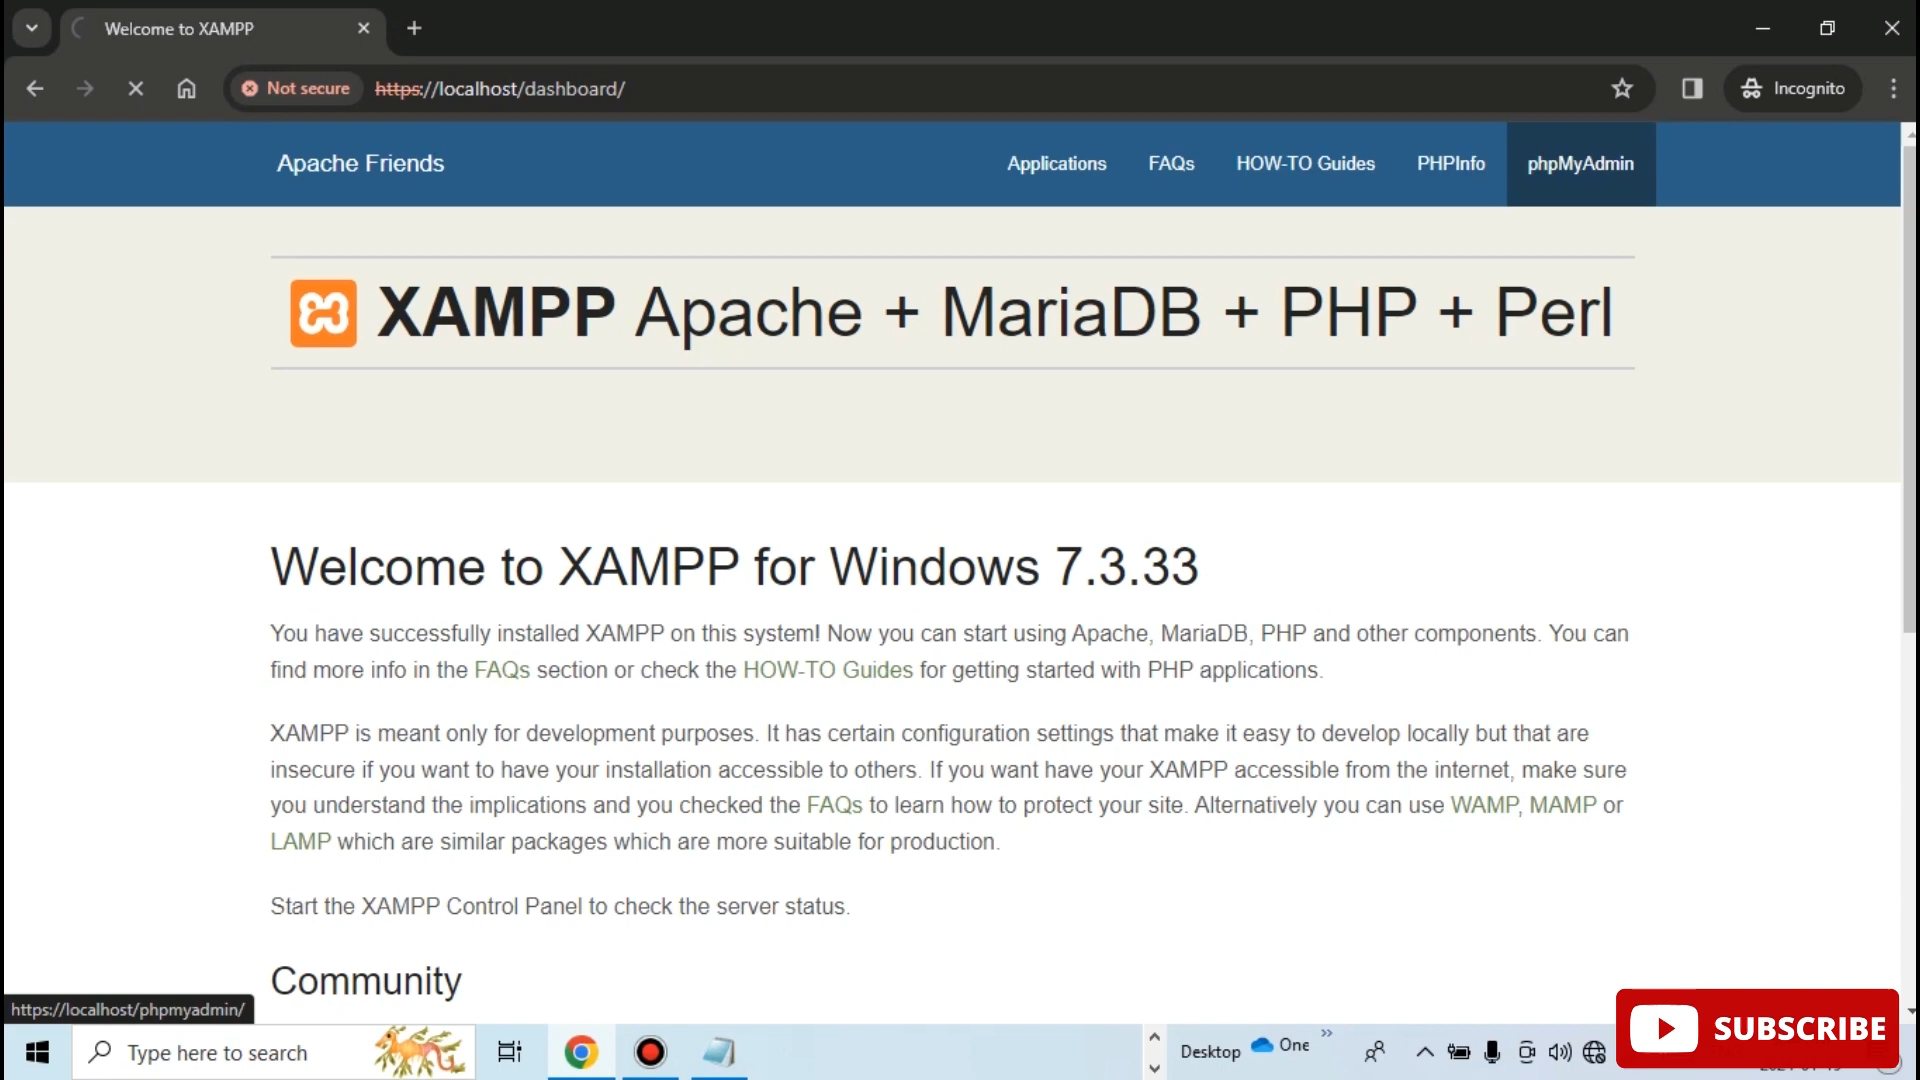 Welcome to XAMPP
Not secure https://localhost/dashboard/
Incognito
Apache Friends
Applications
FAQs
HOW-TO Guides
PHPInfo
phpMyAdmin
XAMPP Apache + MariaDB + PHP + Perl
Welcome to XAMPP for Windows 7.3.33
You have successfully installed XAMPP on this system! Now you can start using Apache, MariaDB, PHP and other components. You can
find more info in the FAQs section or check the HOW-TO Guides for getting started with PHP applications.
XAMPP is meant only for development purposes. It has certain configuration settings that make it easy to develop locally but that are
insecure if you want to have your installation accessible to others. If you want have your XAMPP accessible from the internet, make sure
you understand the implications and you checked the FAQs to learn how to protect your site. Alternatively you can use WAMP, MAMP or
LAMP which are similar packages which are more suitable for production.
Start the XAMPP Control Panel to check the server status.
Community
https://localhost/phpmyadmin/
Type here to search
Desktop
One
SUBSCRIBE